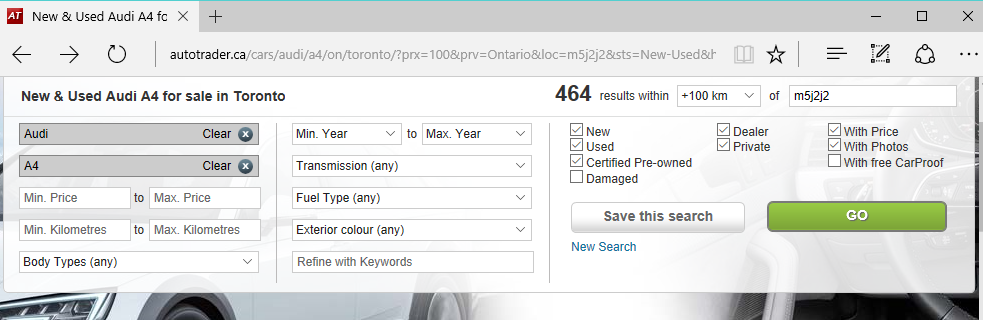 AT New & Used Audi A4 fo
autotrader.ca/cars/audi/a4/on/toronto/?prx=100&prv=Ontario&loc=m5j2j2&sts=New-Used&h
New & Used Audi A4 for sale in Toronto
464 results within +100 km of m5j2j2
Audi Clear
A4 Clear
Min. Price to Max. Price
Min. Kilometres to Max. Kilometres
Body Types (any)
Min. Year to Max. Year
Transmission (any)
Fuel Type (any)
Exterior colour (any)
Refine with Keywords
New Dealer With Price
Used Private With Photos
Certified Pre-owned With free CarProof
Damaged
Save this search GO
New Search